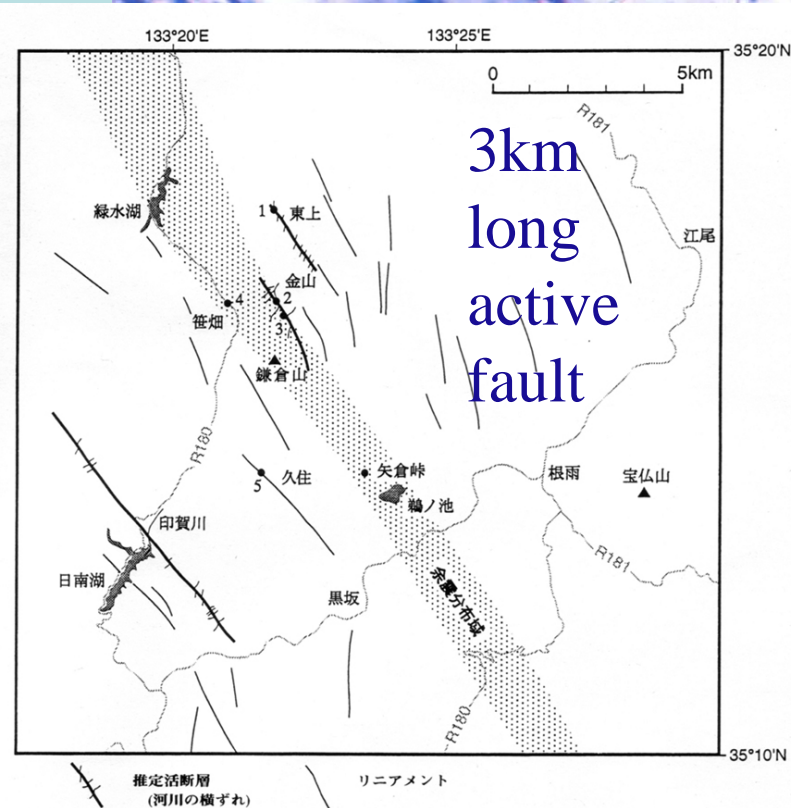 133°20'E
133°25'E
35°20'N
0
5km
R181
3km
long
active
fault
緑水湖
1
東上
江尾
金山
2
4
笹畑
3
鎌倉山
R180
矢倉峠
根雨
宝仏山
5
久住
鵜ノ池
印賀川
R181
日南湖
余震分布域
黒坂
R180
35°10'N
推定活断層
(河川の横ずれ)
リニアメント